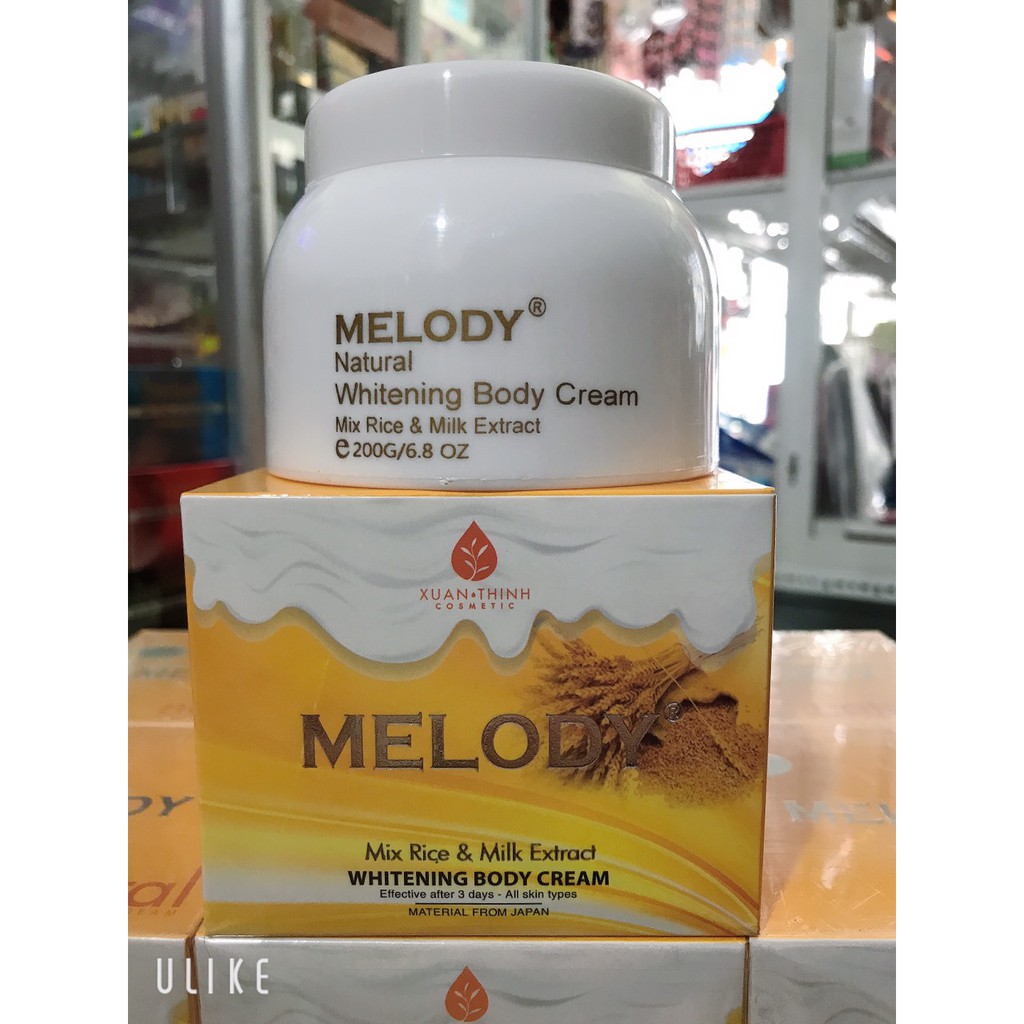 MELODY®
Natural
Whitening Body Cream
Mix Rice & Milk Extract
e 200G/6.8 OZ
XUAN THINH
COSMETIC
MELODY®
Mix Rice & Milk Extract
WHITENING BODY CREAM
Effective after 3 days - All skin types
MATERIAL FROM JAPAN
ULIKE